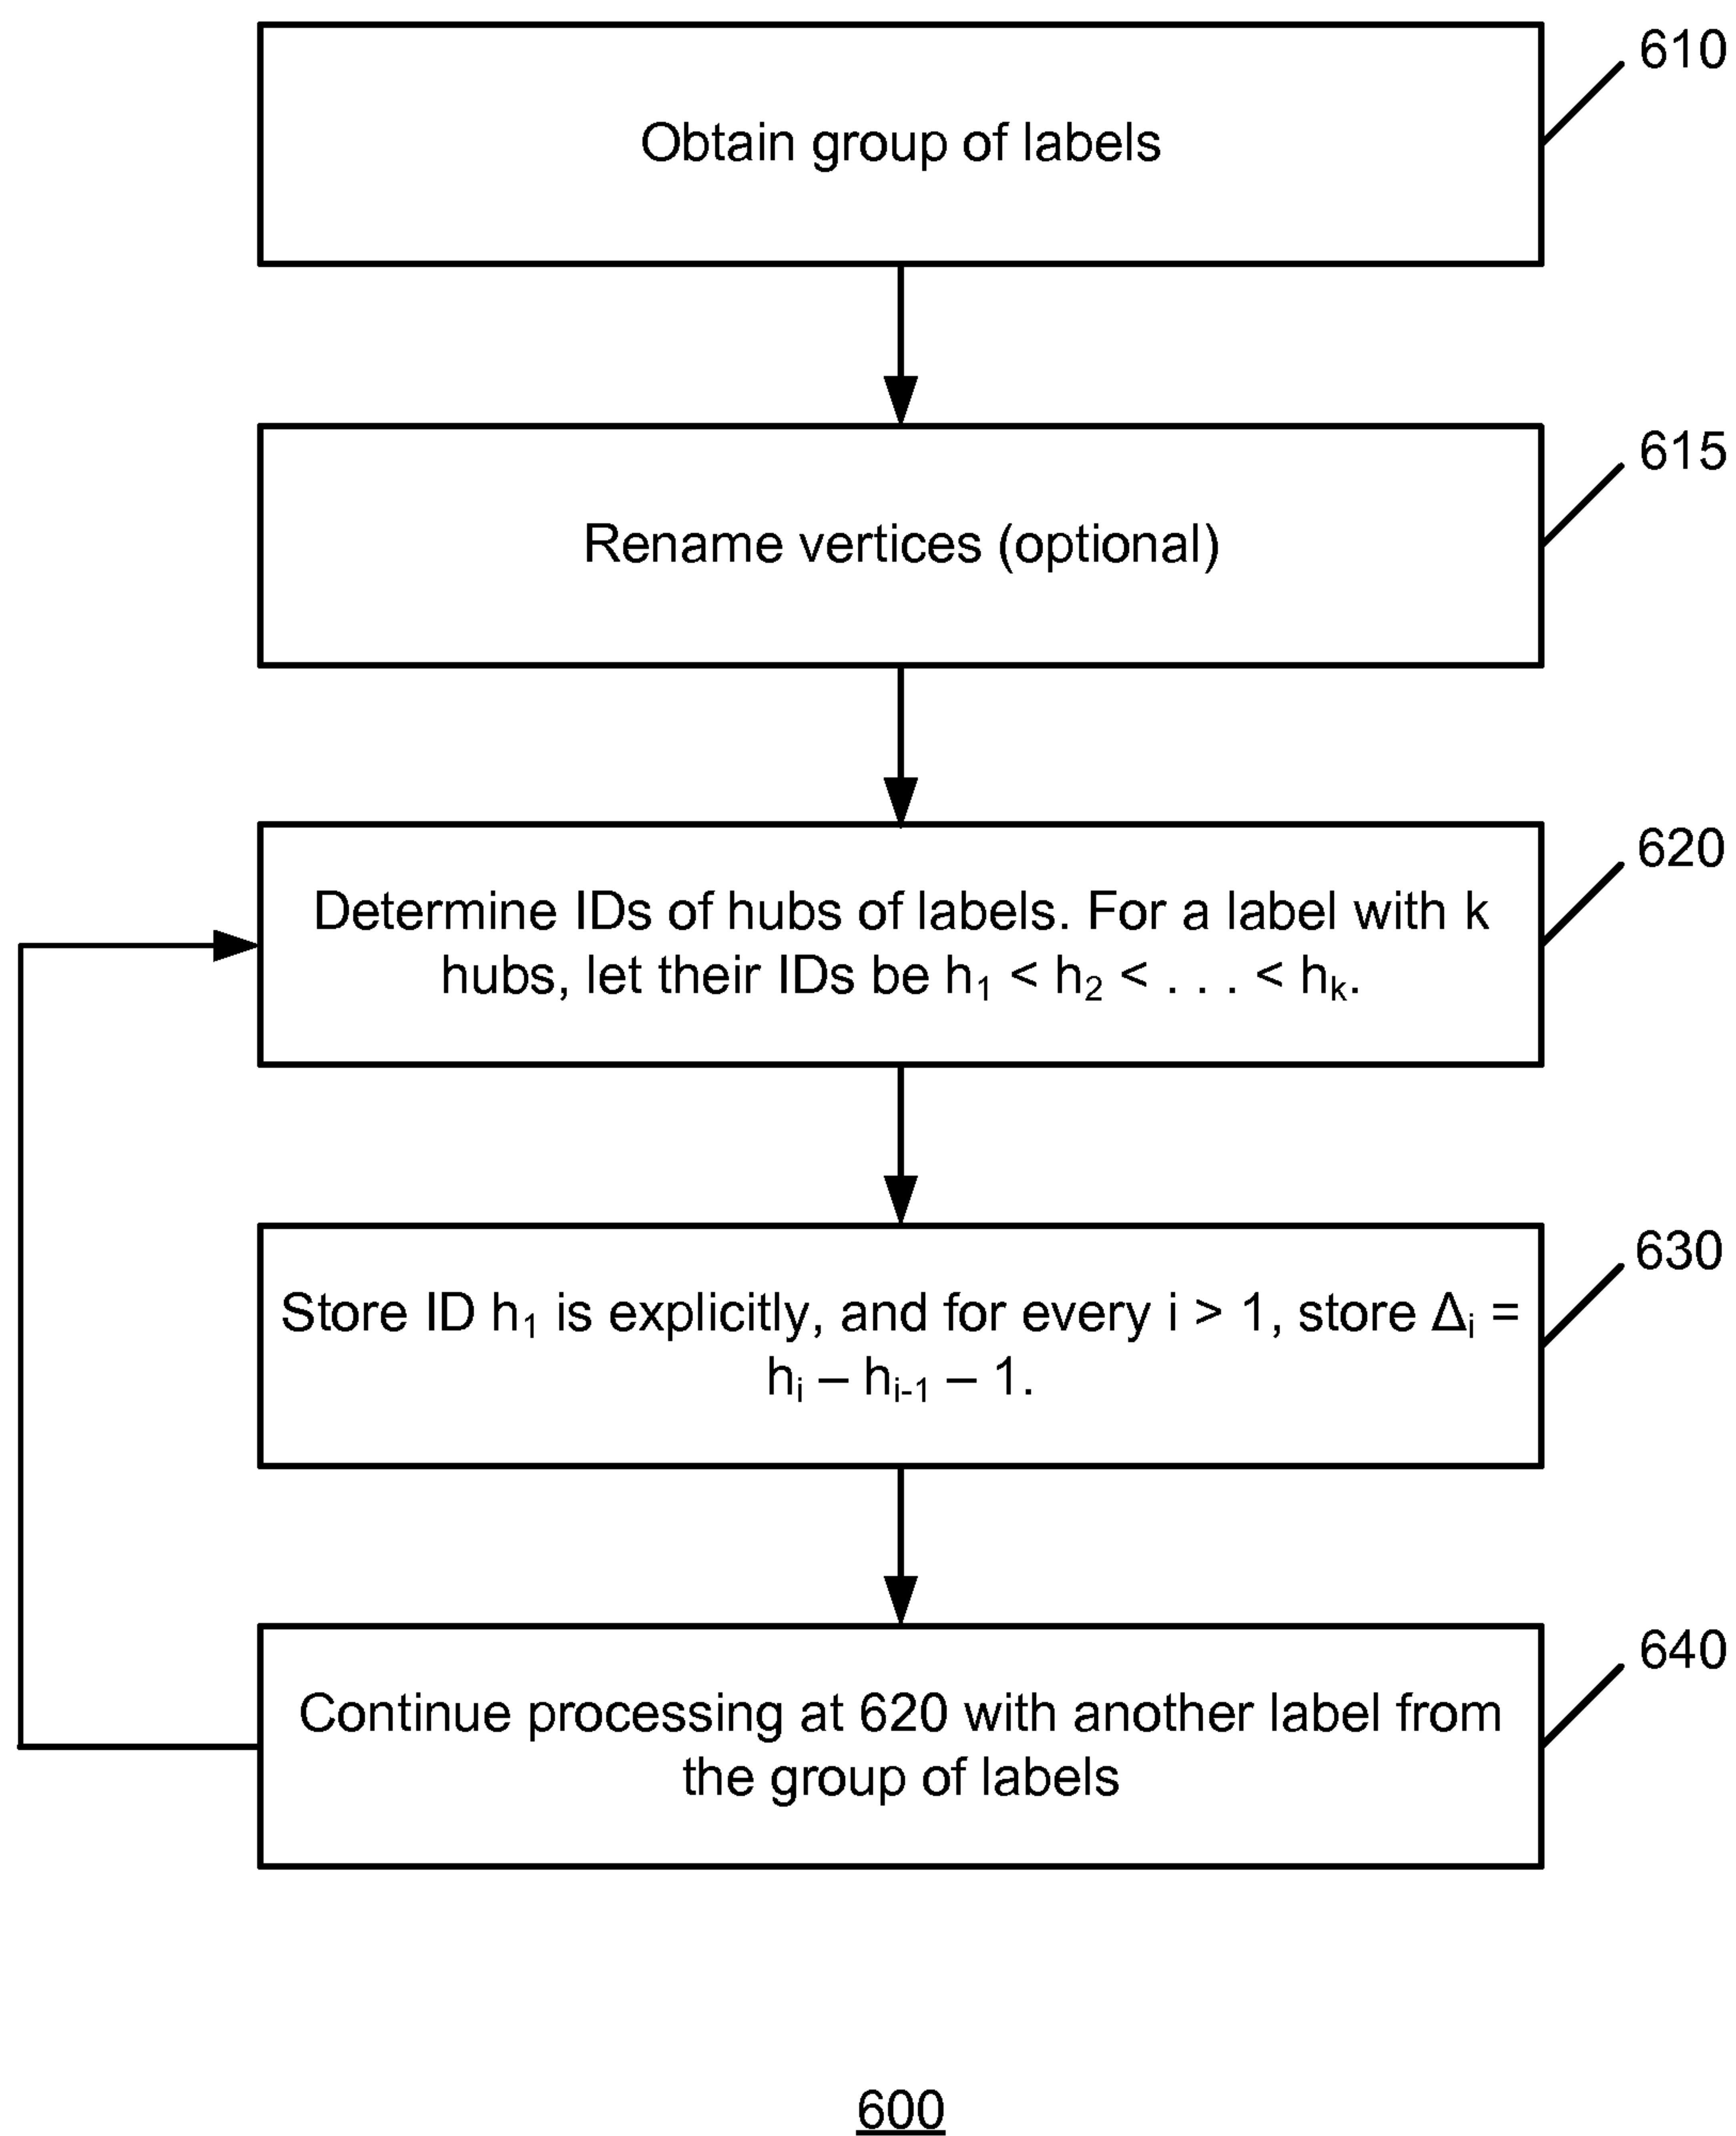 610
Obtain group of labels
615
Rename vertices (optional)
620
Determine IDs of hubs of labels. For a label with k
hubs, let their IDs be h₁ < h₂ < . . . < hₖ.
630
Store ID h₁ is explicitly, and for every i > 1, store Δᵢ =
hᵢ – hᵢ₋₁ – 1.
640
Continue processing at 620 with another label from
the group of labels
600